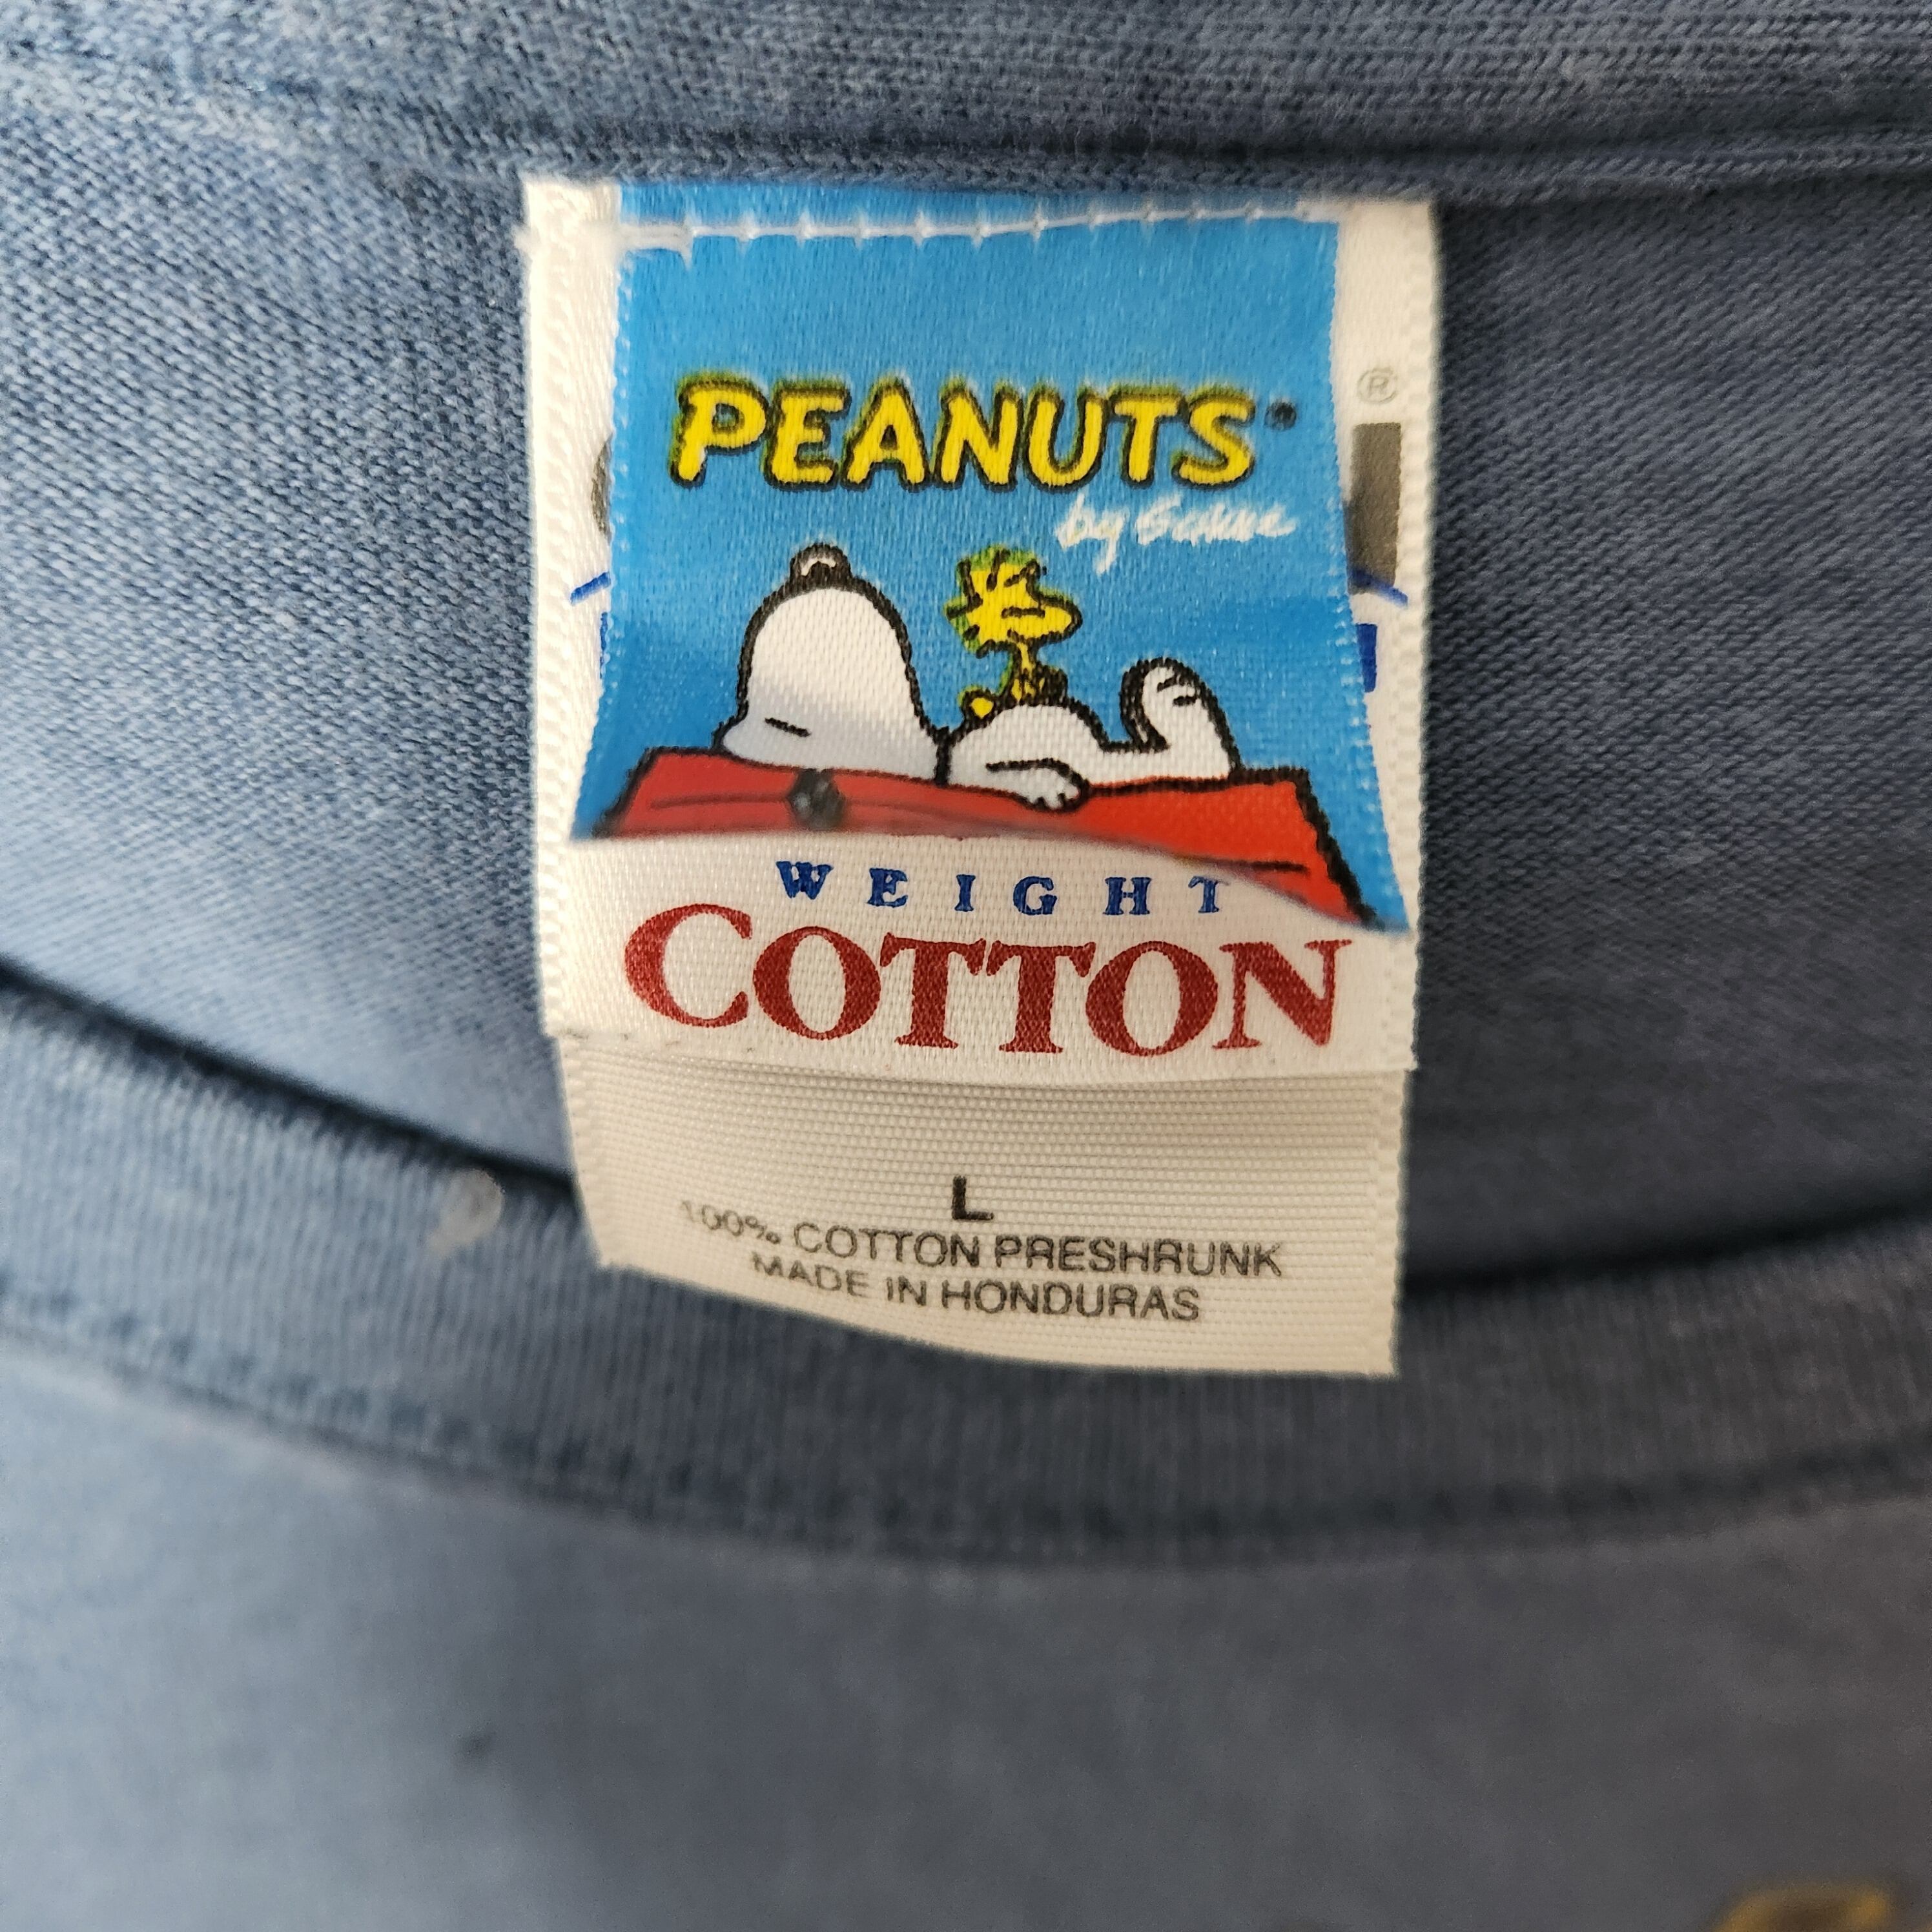 PEANUTS
by Schulz
®
WEIGHT
COTTON
L
100% COTTON PRESHRUNK
MADE IN HONDURAS